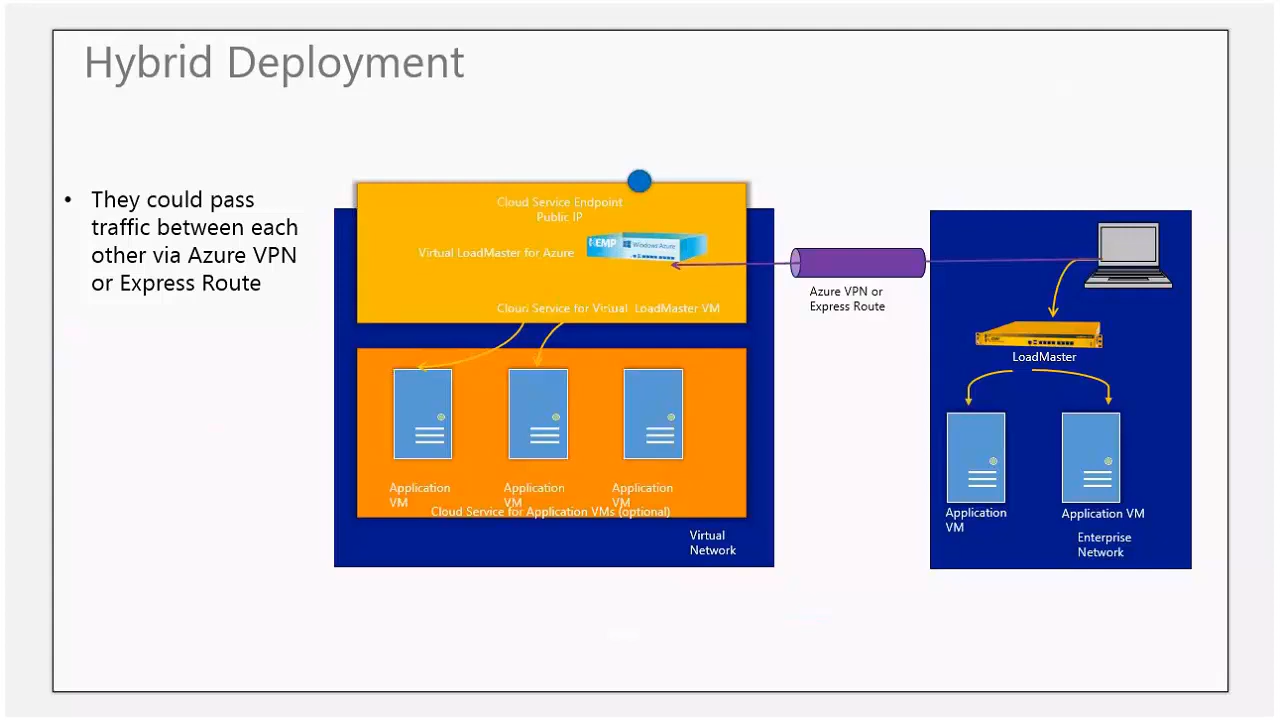 Hybrid Deployment
• They could pass
traffic between each
other via Azure VPN
or Express Route
Cloud Service Endpoint
Public IP
Virtual LoadMaster for Azure
KEMP
Windows Azure
Cloud Service for Virtual LoadMaster VM
Application
VM
Application
VM
Application
VM
Cloud Service for Application VMs (optional)
Virtual
Network
Azure VPN or
Express Route
LoadMaster
Application
VM
Application VM
Enterprise
Network